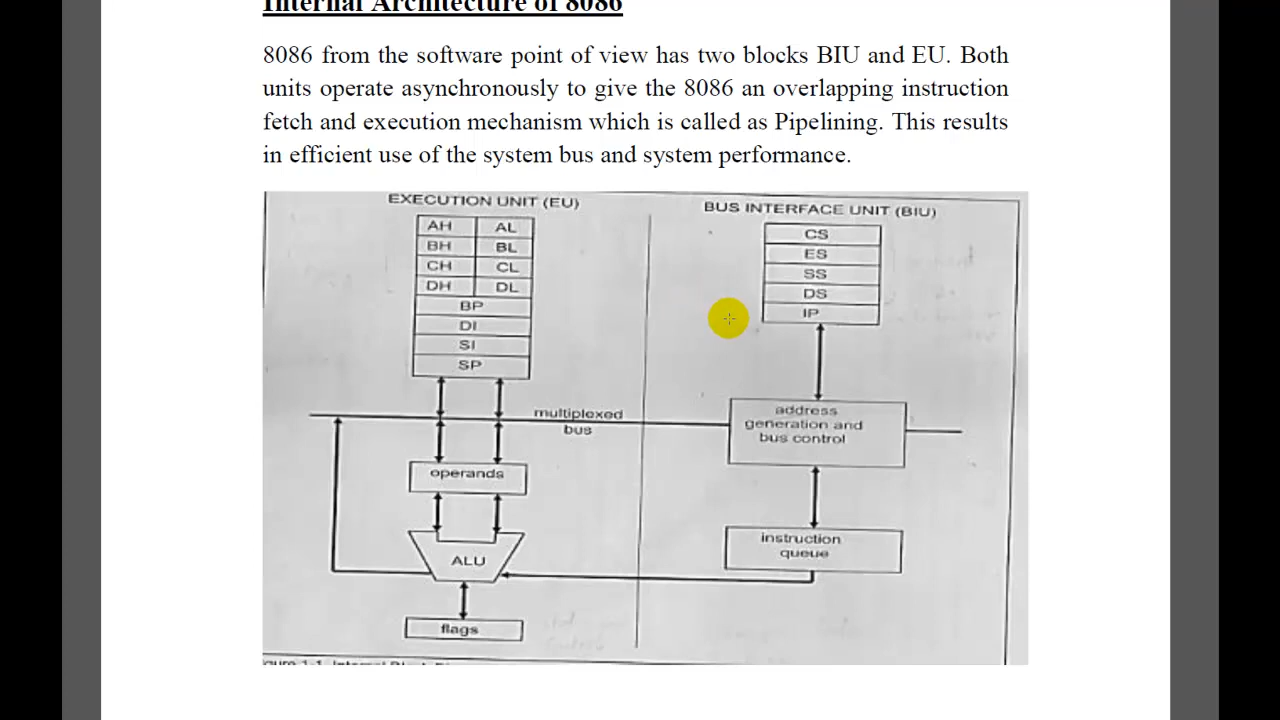 Internal Architecture of 8086
8086 from the software point of view has two blocks BIU and EU. Both
units operate asynchronously to give the 8086 an overlapping instruction
fetch and execution mechanism which is called as Pipelining. This results
in efficient use of the system bus and system performance.
EXECUTION UNIT (EU)
AH AL
BH BL
CH CL
DH DL
BP
DI
SI
SP
multiplexed
bus
operands
ALU
flags
BUS INTERFACE UNIT (BIU)
CS
ES
SS
DS
IP
address
generation and
bus control
instruction
queue